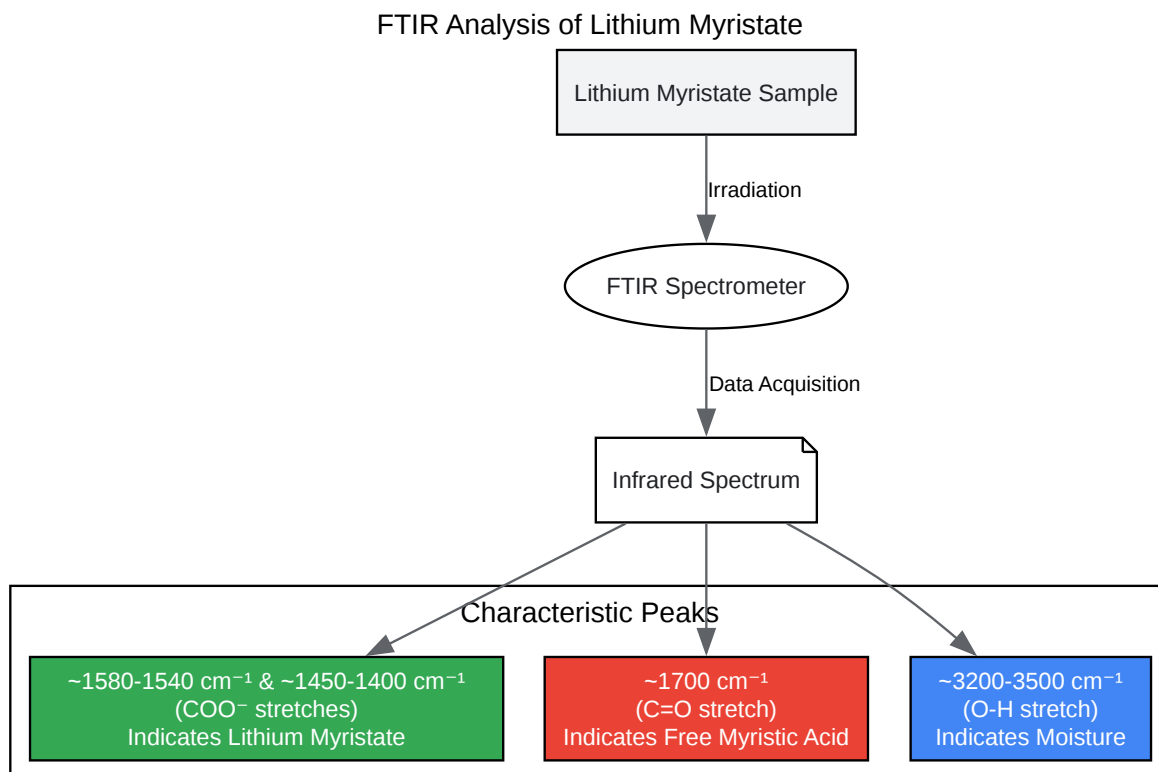 FTIR Analysis of Lithium Myristate
Lithium Myristate Sample
Irradiation
FTIR Spectrometer
Data Acquisition
Infrared Spectrum
Characteristic Peaks
~1580-1540 cm⁻¹ & ~1450-1400 cm⁻¹
(COO⁻ stretches)
Indicates Lithium Myristate
~1700 cm⁻¹
(C=O stretch)
Indicates Free Myristic Acid
~3200-3500 cm⁻¹
(O-H stretch)
Indicates Moisture